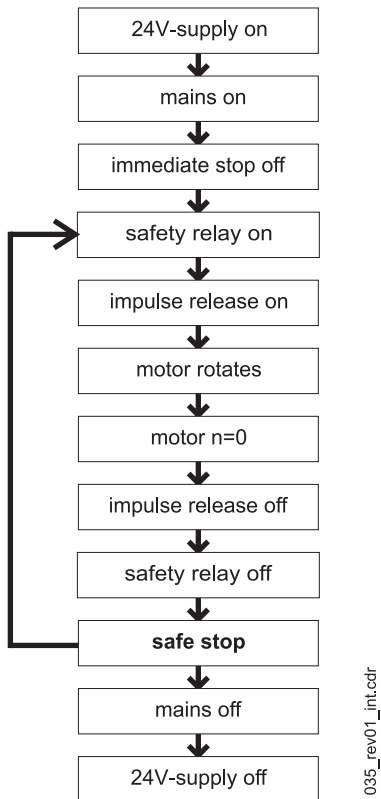 24V-supply on
mains on
immediate stop off
safety relay on
impulse release on
motor rotates
motor n=0
impulse release off
safety relay off
safe stop
mains off
24V-supply off
035_rev01_int.cdr